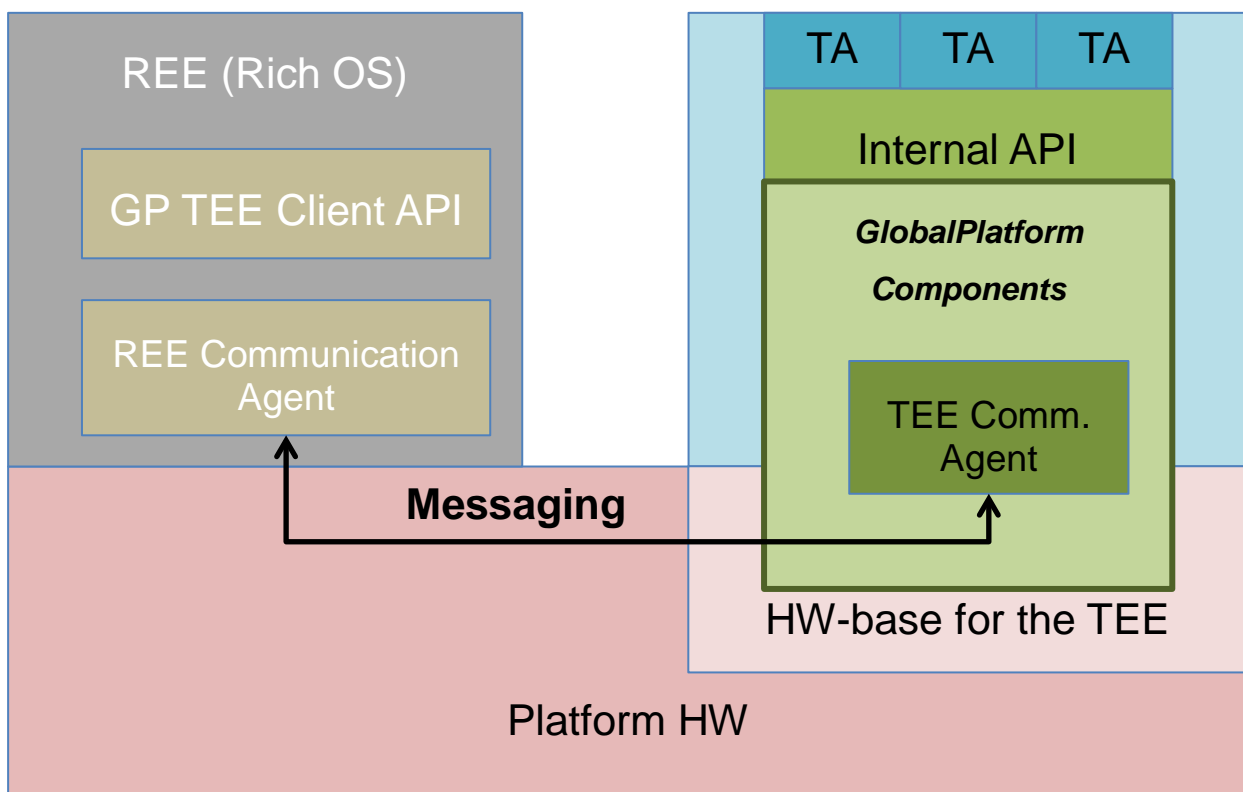 REE (Rich OS)
GP TEE Client API
REE Communication
Agent
TA TA TA
Internal API
GlobalPlatform
Components
TEE Comm.
Agent
Messaging
HW-base for the TEE
Platform HW